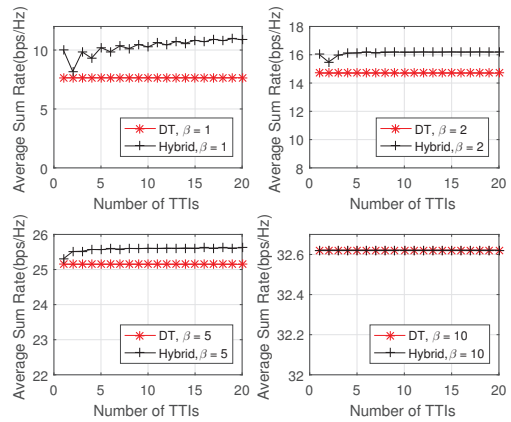 Average Sum Rate(bps/Hz)
10
5
0
0 5 10 15 20
Number of TTIs
DT, β = 1
Hybrid,β = 1
Average Sum Rate(bps/Hz)
18
16
14
12
10
8
0 5 10 15 20
Number of TTIs
DT, β = 2
Hybrid,β = 2
Average Sum Rate(bps/Hz)
26
25
24
23
22
0 5 10 15 20
Number of TTIs
DT, β = 5
Hybrid,β = 5
Average Sum Rate(bps/Hz)
32.6
32.4
32.2
32
0 5 10 15 20
Number of TTIs
DT, β = 10
Hybrid,β = 10